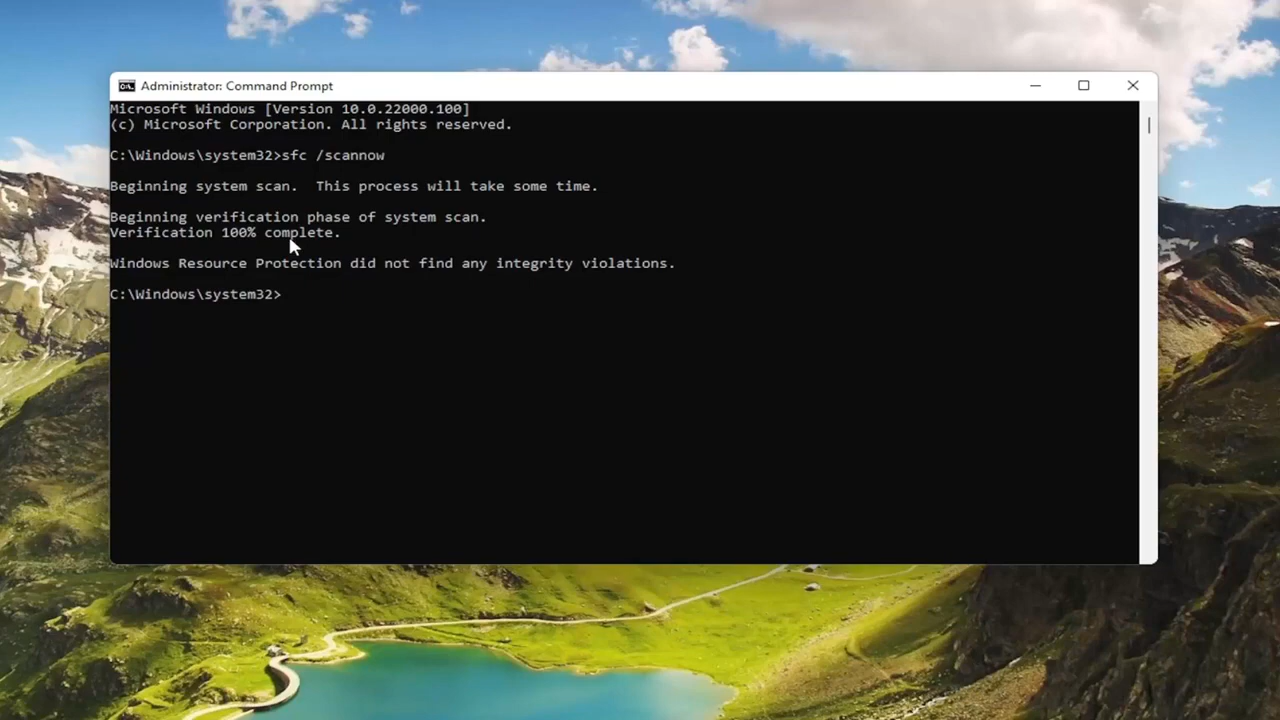 Administrator: Command Prompt
Microsoft Windows [Version 10.0.22000.100]
(c) Microsoft Corporation. All rights reserved.
C:\Windows\system32>sfc /scannow
Beginning system scan.  This process will take some time.
Beginning verification phase of system scan.
Verification 100% complete.
Windows Resource Protection did not find any integrity violations.
C:\Windows\system32>